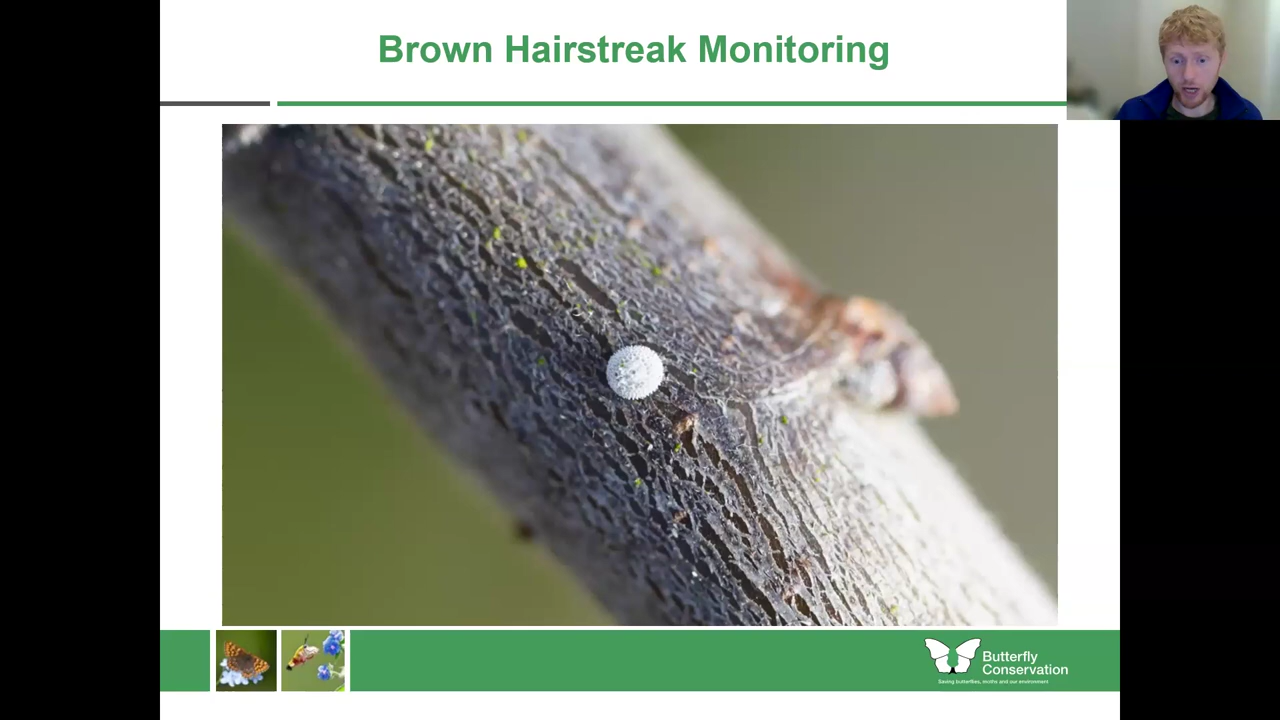 Brown Hairstreak Monitoring
Butterfly
Conservation
Saving butterflies, moths and our environment